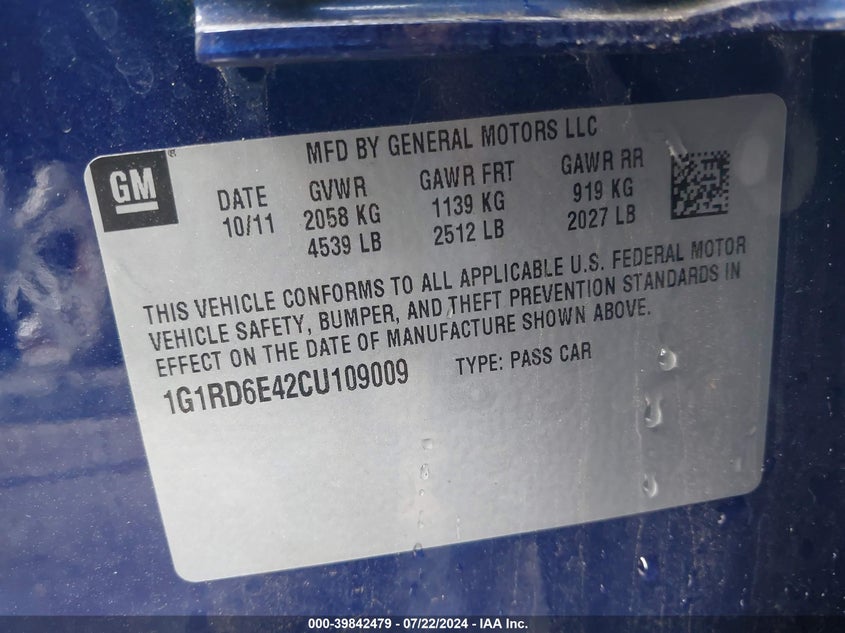 MFD BY GENERAL MOTORS LLC
GM®
DATE GVWR GAWR FRT GAWR RR
10/11 2058 KG 1139 KG 919 KG
4539 LB 2512 LB 2027 LB
THIS VEHICLE CONFORMS TO ALL APPLICABLE U.S. FEDERAL MOTOR
VEHICLE SAFETY, BUMPER, AND THEFT PREVENTION STANDARDS IN
EFFECT ON THE DATE OF MANUFACTURE SHOWN ABOVE.
1G1RD6E42CU109009 TYPE: PASS CAR
000-39842479 - 07/22/2024 - IAA Inc.